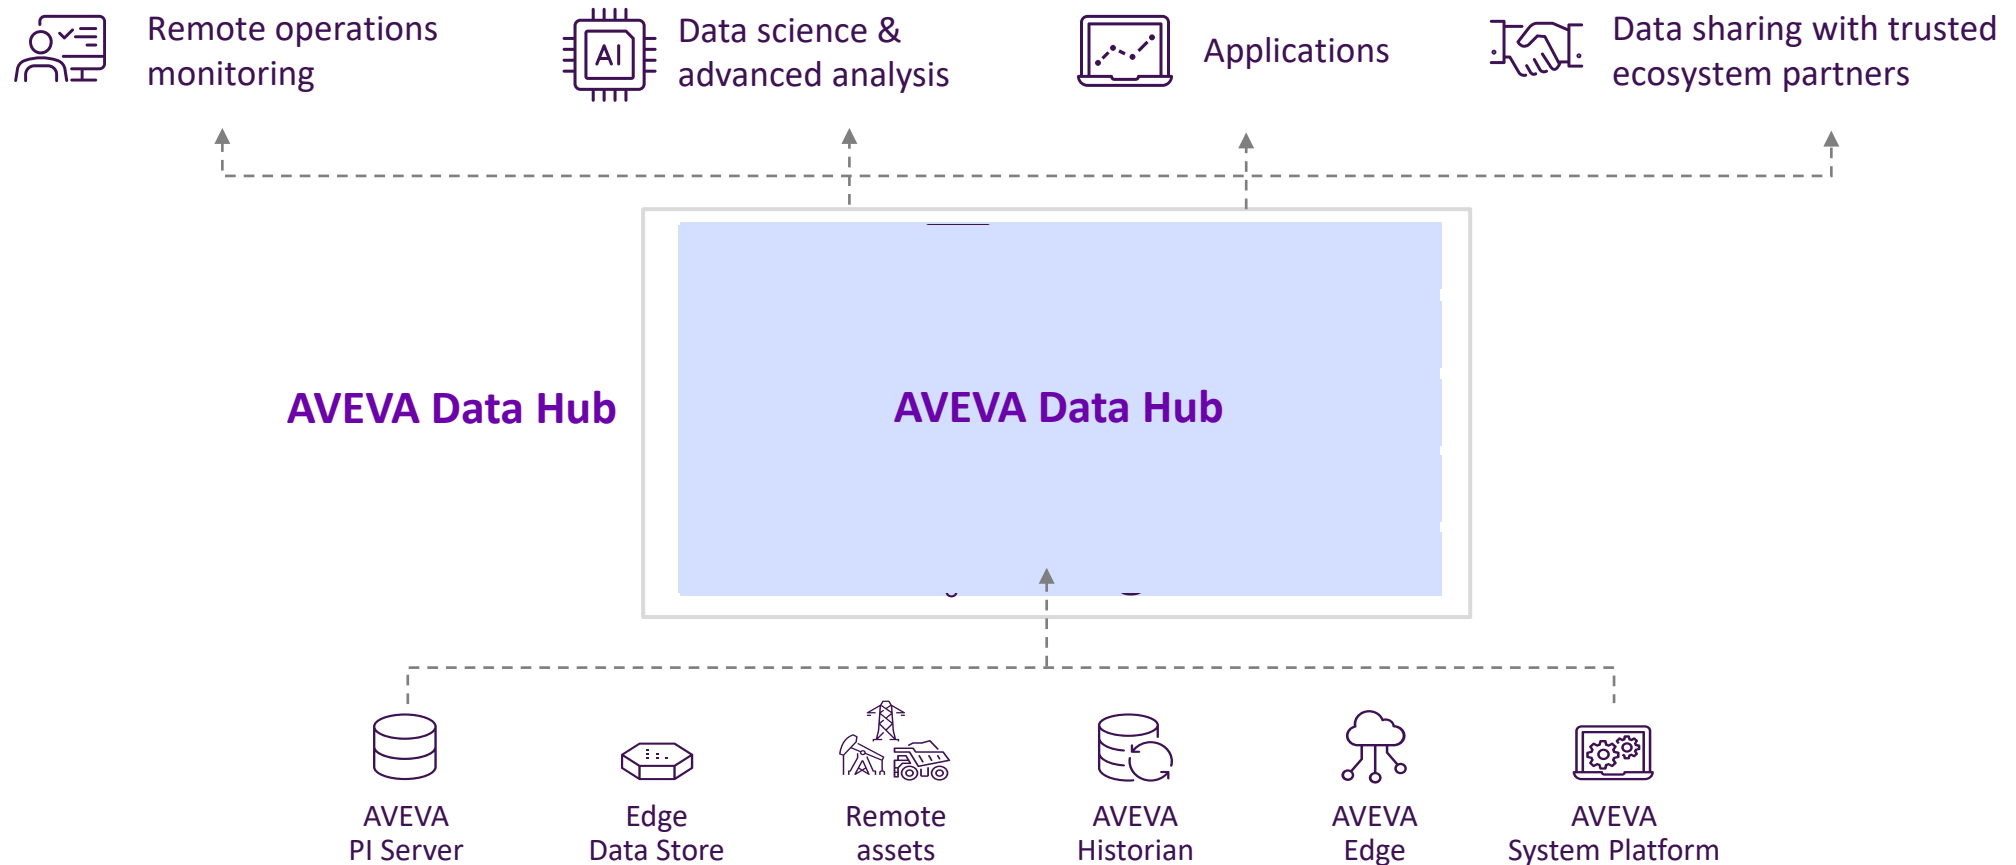 Remote operations
monitoring
AI
Data science &
advanced analysis
Applications
Data sharing with trusted
ecosystem partners
AVEVA Data Hub
AVEVA Data Hub
AVEVA
PI Server
Edge
Data Store
Remote
assets
AVEVA
Historian
AVEVA
Edge
AVEVA
System Platform